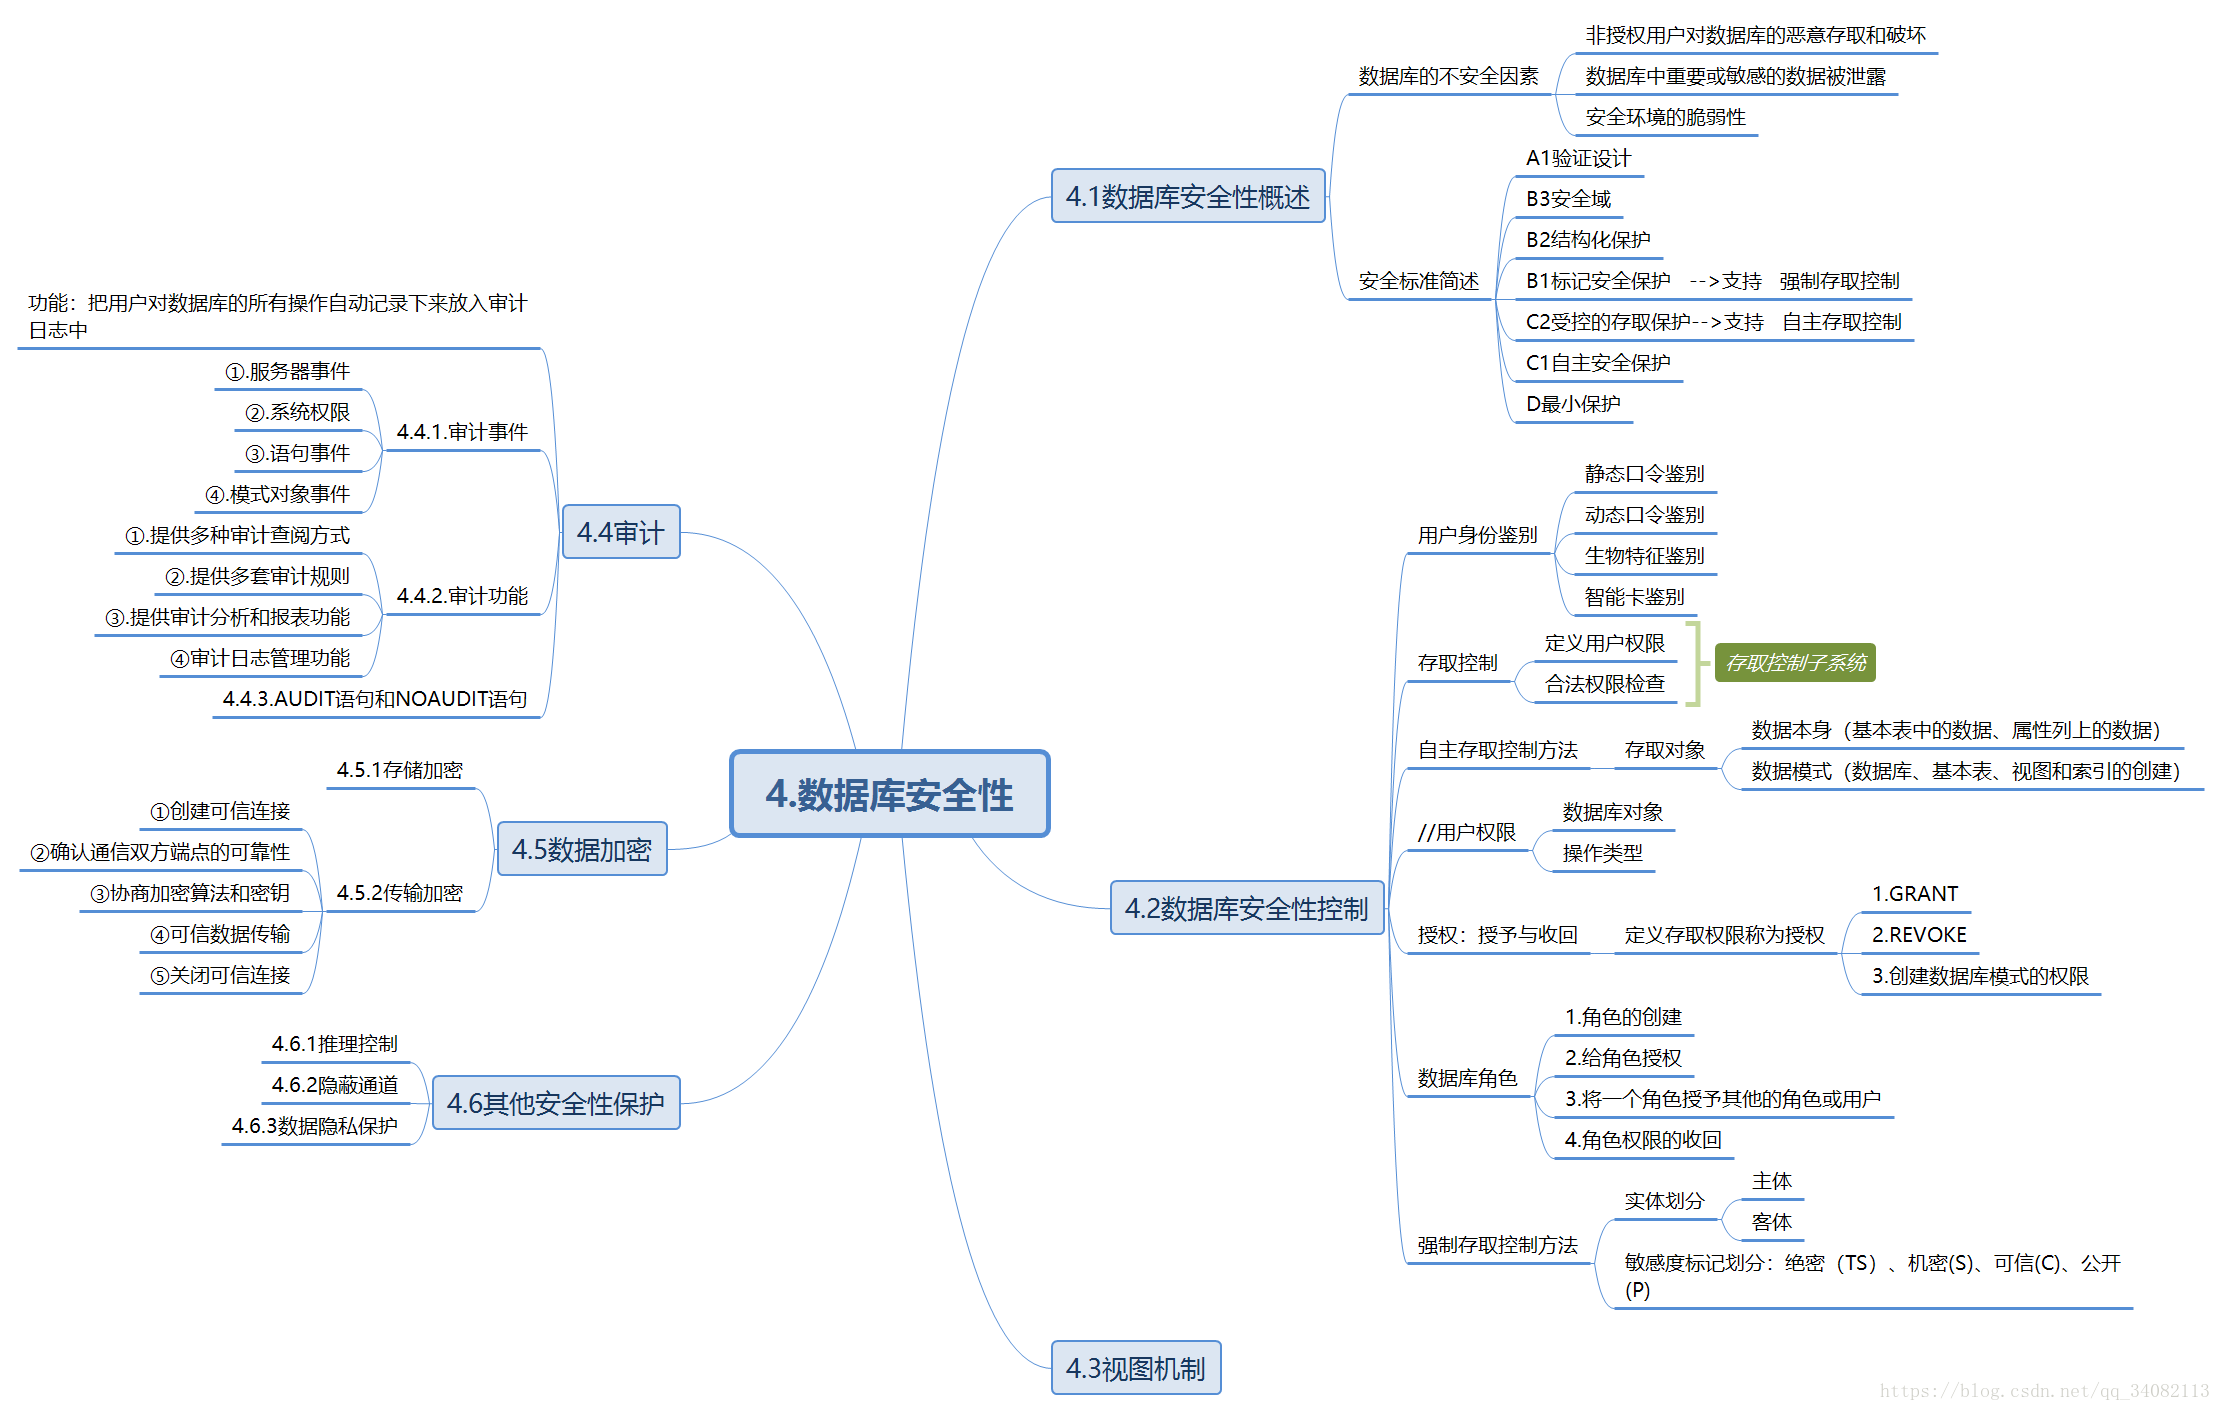 4.数据库安全性
4.1数据库安全性概述
数据库的不安全因素
非授权用户对数据库的恶意存取和破坏
数据库中重要或敏感的数据被泄露
安全环境的脆弱性
安全标准简述
A1验证设计
B3安全域
B2结构化保护
B1标记安全保护 -->支持 强制存取控制
C2受控的存取保护-->支持 自主存取控制
C1自主安全保护
D最小保护
4.2数据库安全性控制
用户身份鉴别
静态口令鉴别
动态口令鉴别
生物特征鉴别
智能卡鉴别
存取控制
定义用户权限
合法权限检查
存取控制子系统
自主存取控制方法
存取对象
数据本身（基本表中的数据、属性列上的数据）
数据模式（数据库、基本表、视图和索引的创建）
//用户权限
数据库对象
操作类型
授权：授予与收回
定义存取权限称为授权
1.GRANT
2.REVOKE
3.创建数据库模式的权限
数据库角色
1.角色的创建
2.给角色授权
3.将一个角色授予其他的角色或用户
4.角色权限的收回
强制存取控制方法
实体划分
主体
客体
敏感度标记划分：绝密（TS）、机密(S)、可信(C)、公开
(P)
4.3视图机制
4.4审计
功能：把用户对数据库的所有操作自动记录下来放入审计
日志中
4.4.1.审计事件
①.服务器事件
②.系统权限
③.语句事件
④.模式对象事件
4.4.2.审计功能
①.提供多种审计查阅方式
②.提供多套审计规则
③.提供审计分析和报表功能
④审计日志管理功能
4.4.3.AUDIT语句和NOAUDIT语句
4.5数据加密
4.5.1存储加密
4.5.2传输加密
①创建可信连接
②确认通信双方端点的可靠性
③协商加密算法和密钥
④可信数据传输
⑤关闭可信连接
4.6其他安全性保护
4.6.1推理控制
4.6.2隐蔽通道
4.6.3数据隐私保护
https://blog.csdn.net/qq_34082113